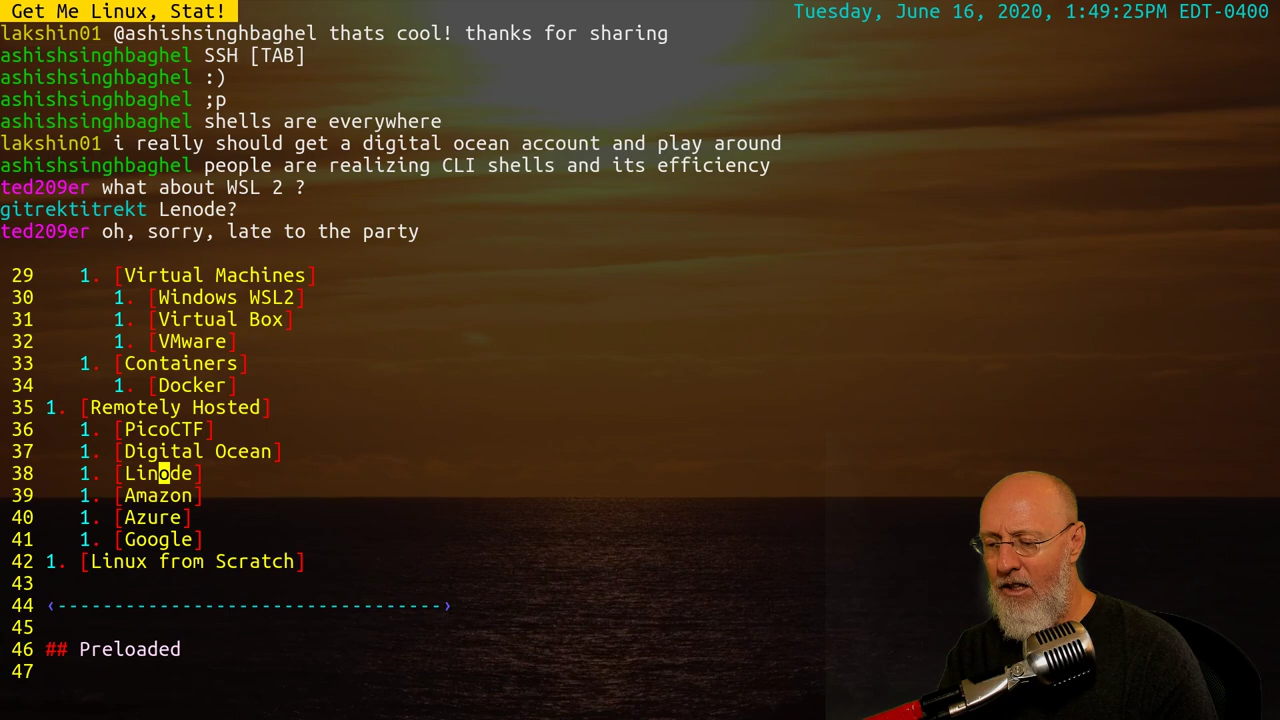 Get Me Linux, Stat!
Tuesday, June 16, 2020, 1:49:25PM EDT-0400
lakshin01 @ashishsinghbaghel thats cool! thanks for sharing
ashishsinghbaghel SSH [TAB]
ashishsinghbaghel :)
ashishsinghbaghel ;p
ashishsinghbaghel shells are everywhere
lakshin01 i really should get a digital ocean account and play around
ashishsinghbaghel people are realizing CLI shells and its efficiency
ted209er what about WSL 2 ?
gitrektitrekt Lenode?
ted209er oh, sorry, late to the party
29 1. [Virtual Machines]
30 1. [Windows WSL2]
31 1. [Virtual Box]
32 1. [VMware]
33 1. [Containers]
34 1. [Docker]
35 1. [Remotely Hosted]
36 1. [PicoCTF]
37 1. [Digital Ocean]
38 1. [Linode]
39 1. [Amazon]
40 1. [Azure]
41 1. [Google]
42 1. [Linux from Scratch]
43
44 ‹----------------------------------›
45
46 ## Preloaded
47